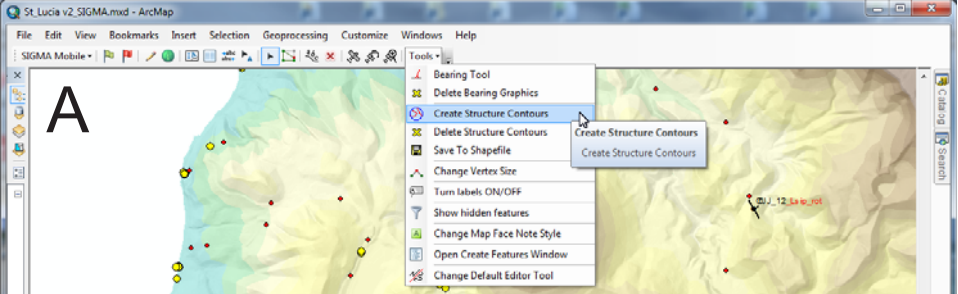 St_Lucia v2_SIGMA.mxd - ArcMap
File Edit View Bookmarks Insert Selection Geoprocessing Customize Windows Help
SIGMA Mobile Tools
A
Bearing Tool
Delete Bearing Graphics
Create Structure Contours
Delete Structure Contours
Create Structure Contours
Save To Shapefile
Create Structure Contours
Change Vertex Size
Turn labels ON/OFF
Show hidden features
Change Map Face Note Style
Open Create Features Window
Change Default Editor Tool
Catalog
Search